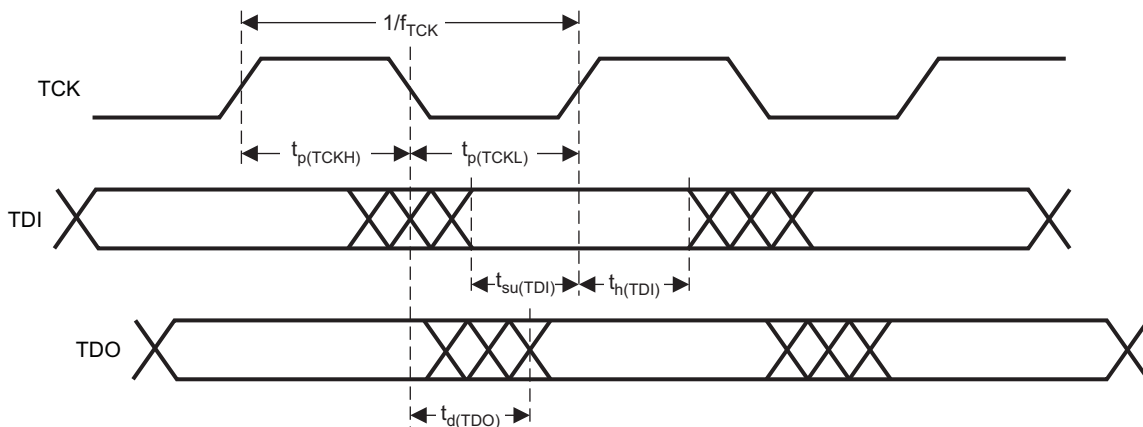 1/fTCK
TCK
tp(TCKH) tp(TCKL)
TDI
tsu(TDI) th(TDI)
TDO
td(TDO)